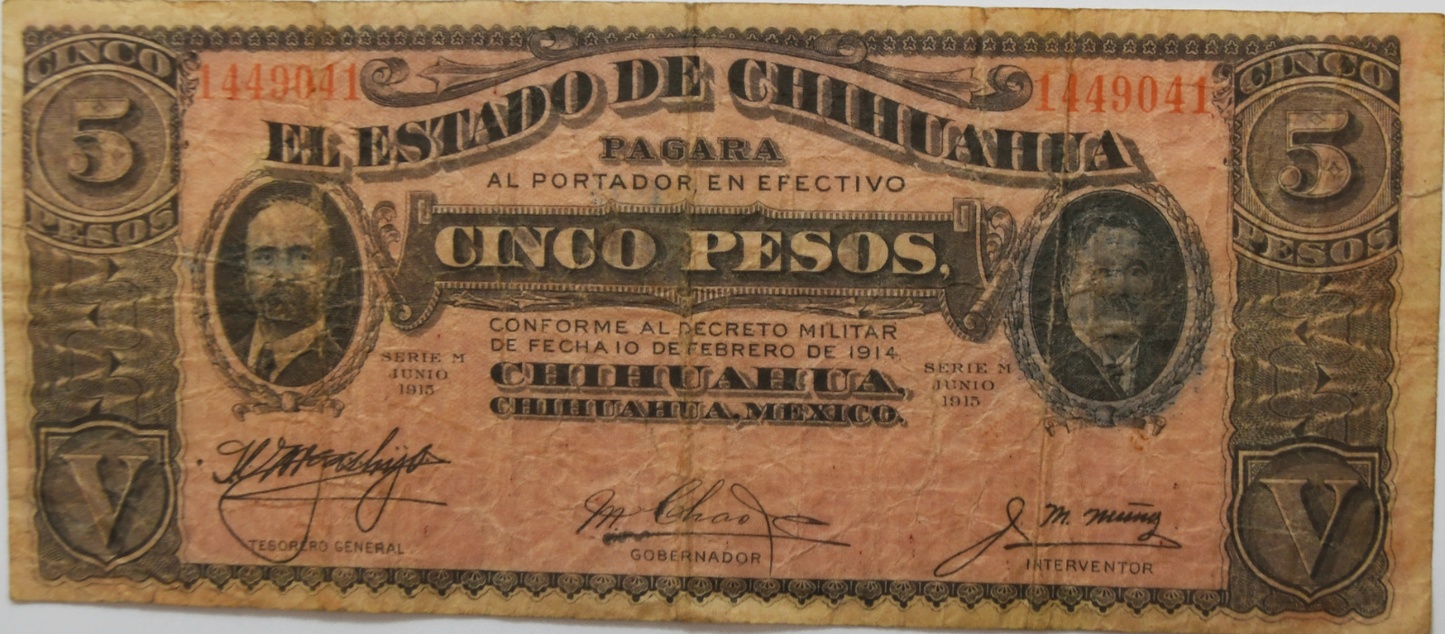 CINCO
5
PESOS
1449041
1449041
CINCO
5
PESOS
EL ESTADO DE CHIHUAHUA
PAGARA
AL PORTADOR, EN EFECTIVO
CINCO PESOS,
CONFORME AL DECRETO MILITAR
DE FECHA 10 DE FEBRERO DE 1914
CHIHUAHUA,
CHIHUAHUA, MEXICO.
SERIE M
JUNIO
1915
SERIE M
JUNIO
1915
V
V
TESORERO GENERAL
M. Chao
GOBERNADOR
J. M. Muñoz
INTERVENTOR